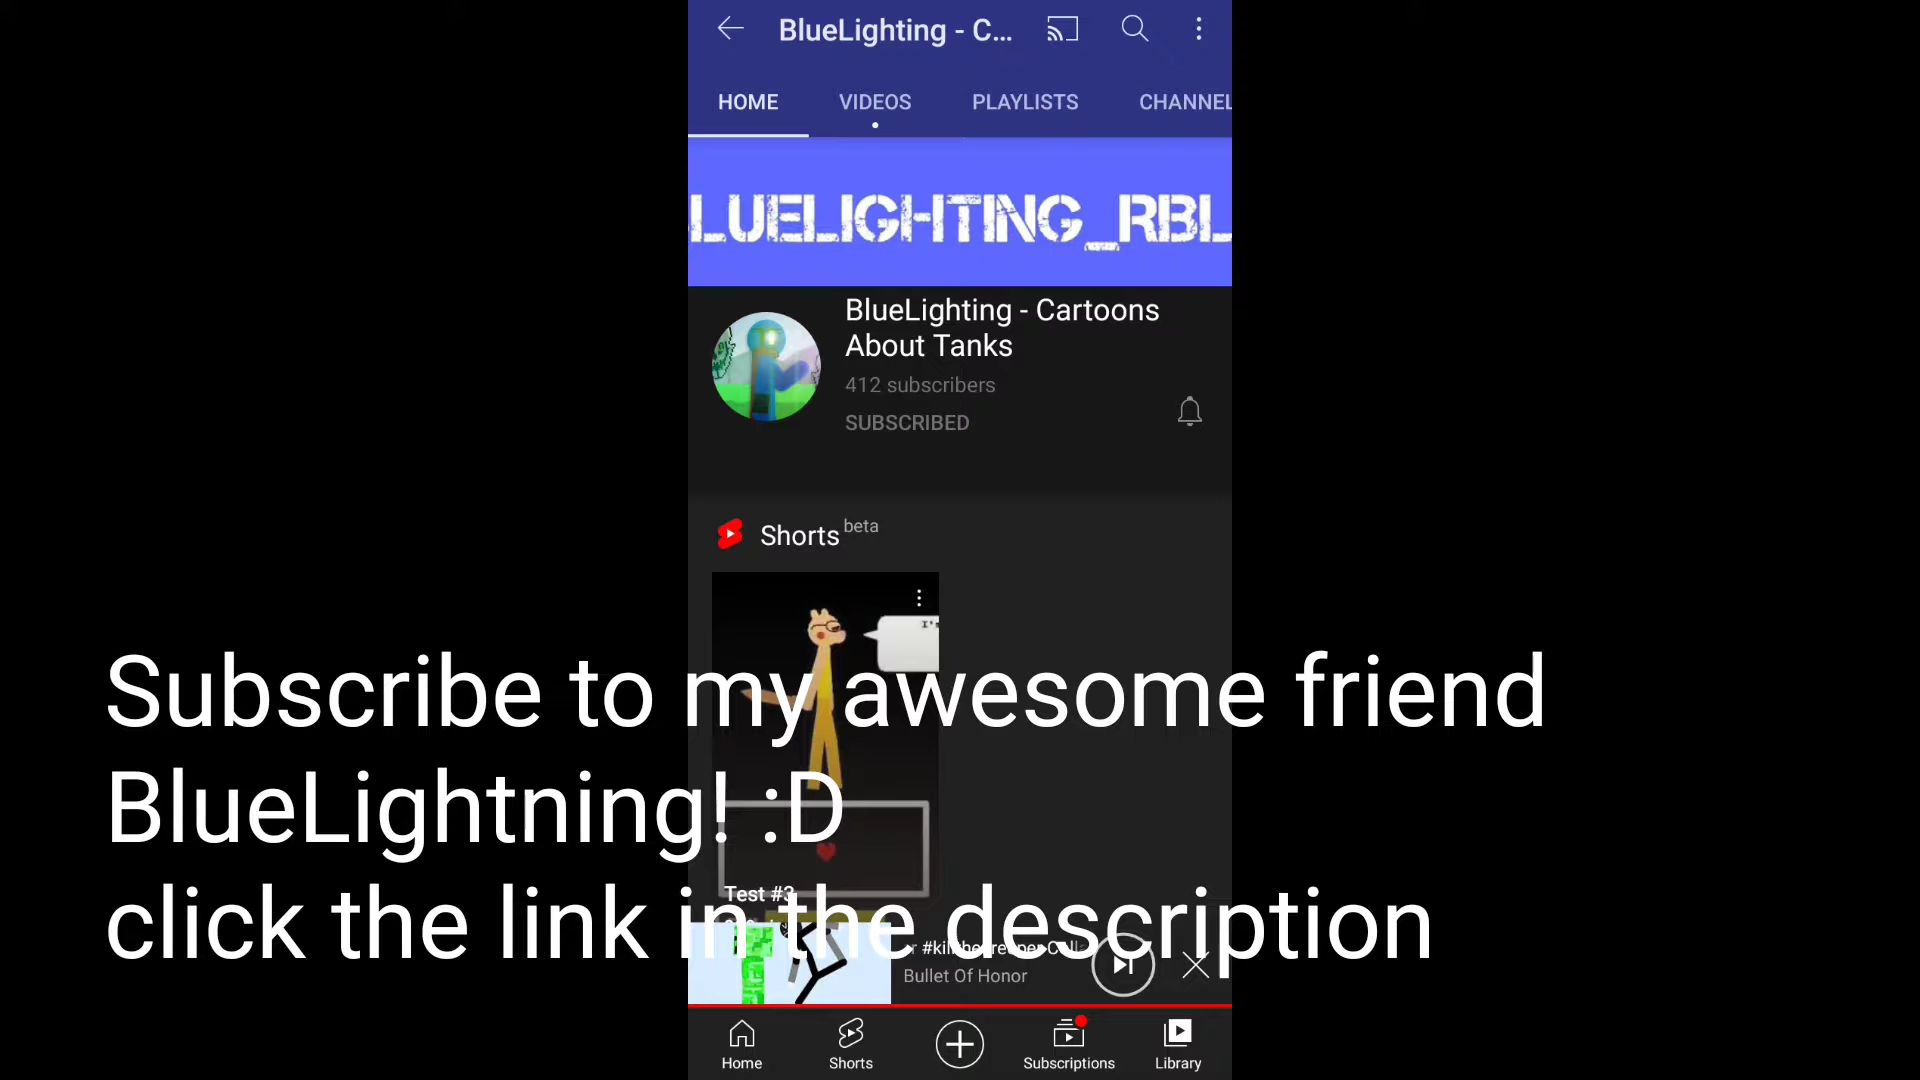 BlueLighting - C...
HOME VIDEOS PLAYLISTS CHANNEL
LUELIGHTING_RBL
BlueLighting - Cartoons
About Tanks
412 subscribers
SUBSCRIBED
Shorts beta
I'
Subscribe to my awesome friend
BlueLightning! :D
Test #3
click the link in the description
Bullet Of Honor
Home Shorts Subscriptions Library